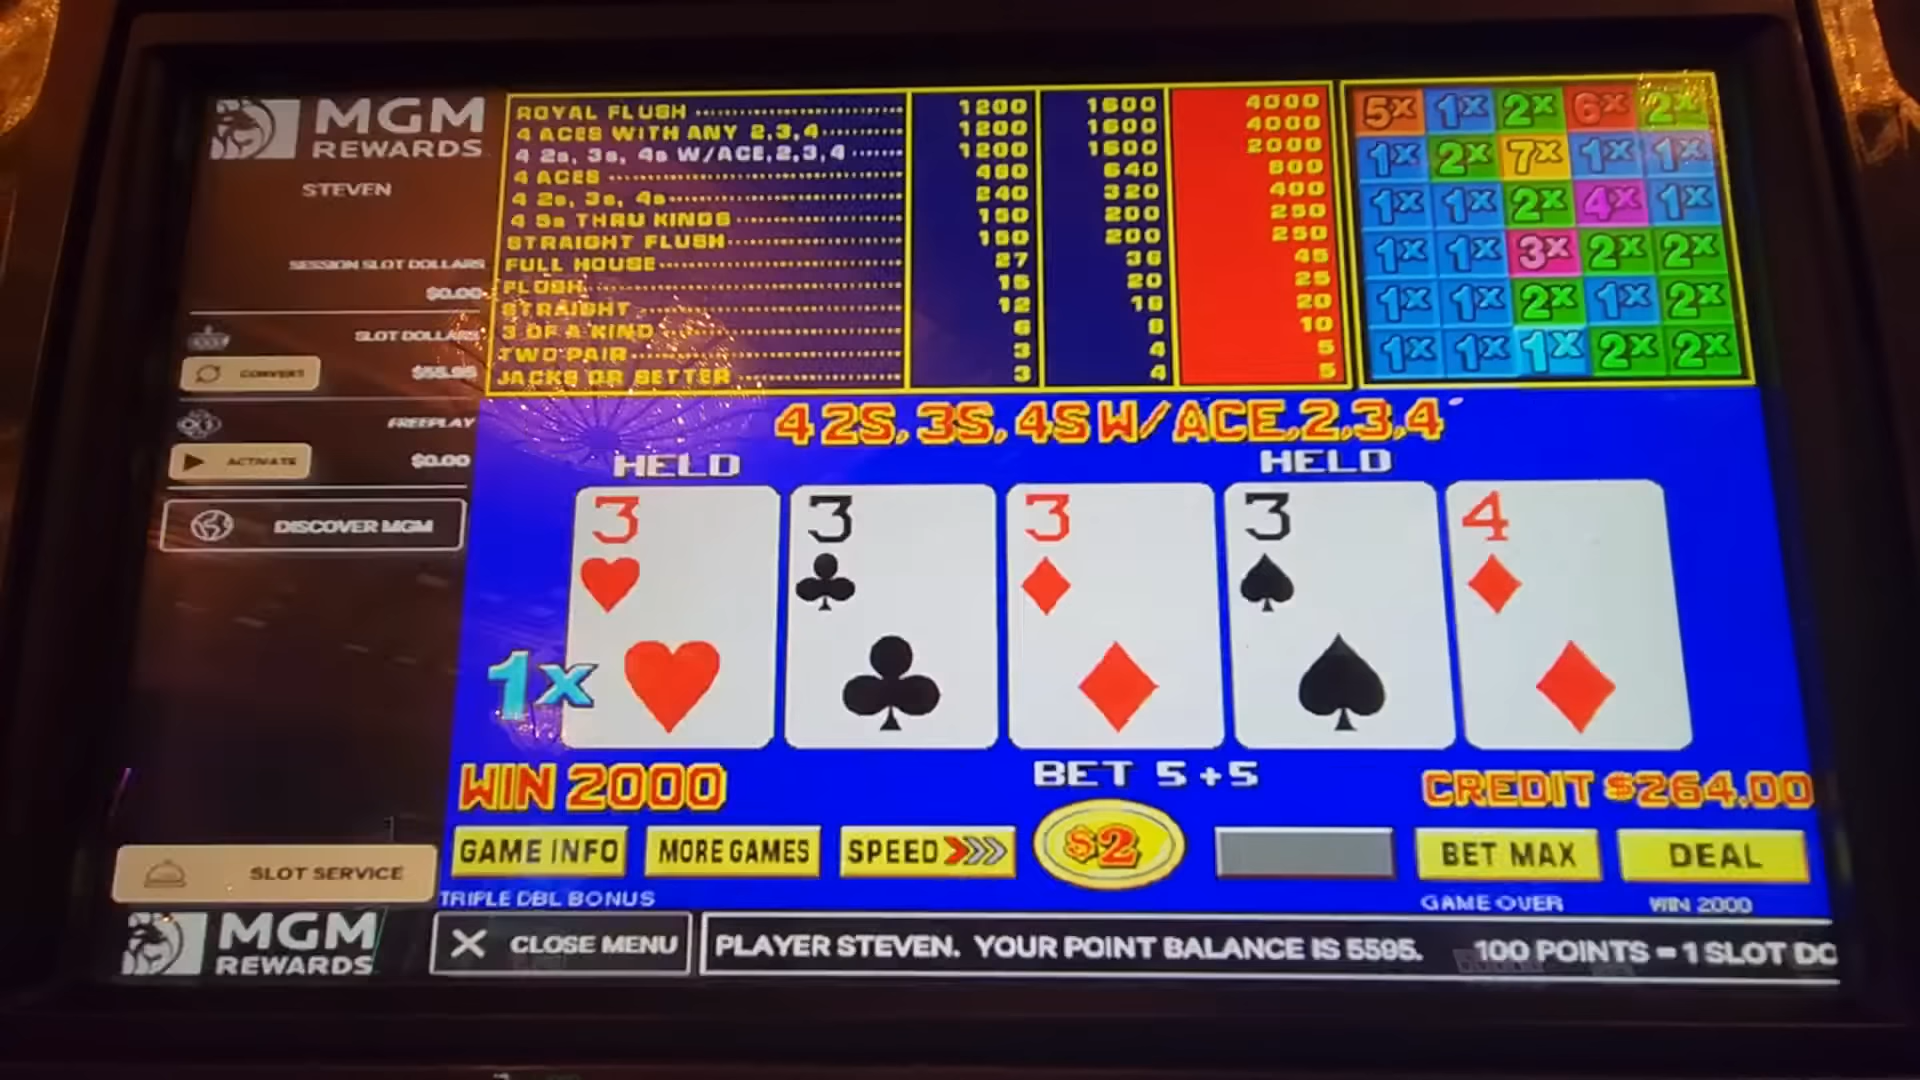 MGM
REWARDS
STEVEN
SESSION SLOT DOLLARS
$0.00
SLOT DOLLARS
CONVERT
$55.95
FREEPLAY
ACTIVATE
$0.00
DISCOVER MGM
SLOT SERVICE
MGM
REWARDS
ROYAL FLUSH 1200 1600 4000
4 ACES WITH ANY 2,3,4 1200 1600 4000
4 2s, 3s, 4s W/ACE,2,3,4 1200 1600 2000
4 ACES 480 640 800
4 2s, 3s, 4s 240 320 400
4 5s THRU KINGS 150 200 250
STRAIGHT FLUSH 150 200 250
FULL HOUSE 27 36 45
FLUSH 15 20 25
STRAIGHT 12 16 20
3 OF A KIND 6 8 10
TWO PAIR 3 4 5
JACKS OR BETTER 3 4 5
5X 1X 2X 6X 2X
1X 2X 7X 1X 1X
1X 1X 2X 4X 1X
1X 1X 3X 2X 2X
1X 1X 2X 1X 2X
1X 1X 1X 2X 2X
4 2S, 3S, 4S W/ACE,2,3,4
HELD HELD
3 3 3 3 4
1X
WIN 2000 BET 5+5 CREDIT $264.00
GAME INFO MORE GAMES SPEED $2 BET MAX DEAL
TRIPLE DBL BONUS GAME OVER WIN 2000
CLOSE MENU PLAYER STEVEN. YOUR POINT BALANCE IS 5595. 100 POINTS = 1 SLOT DO